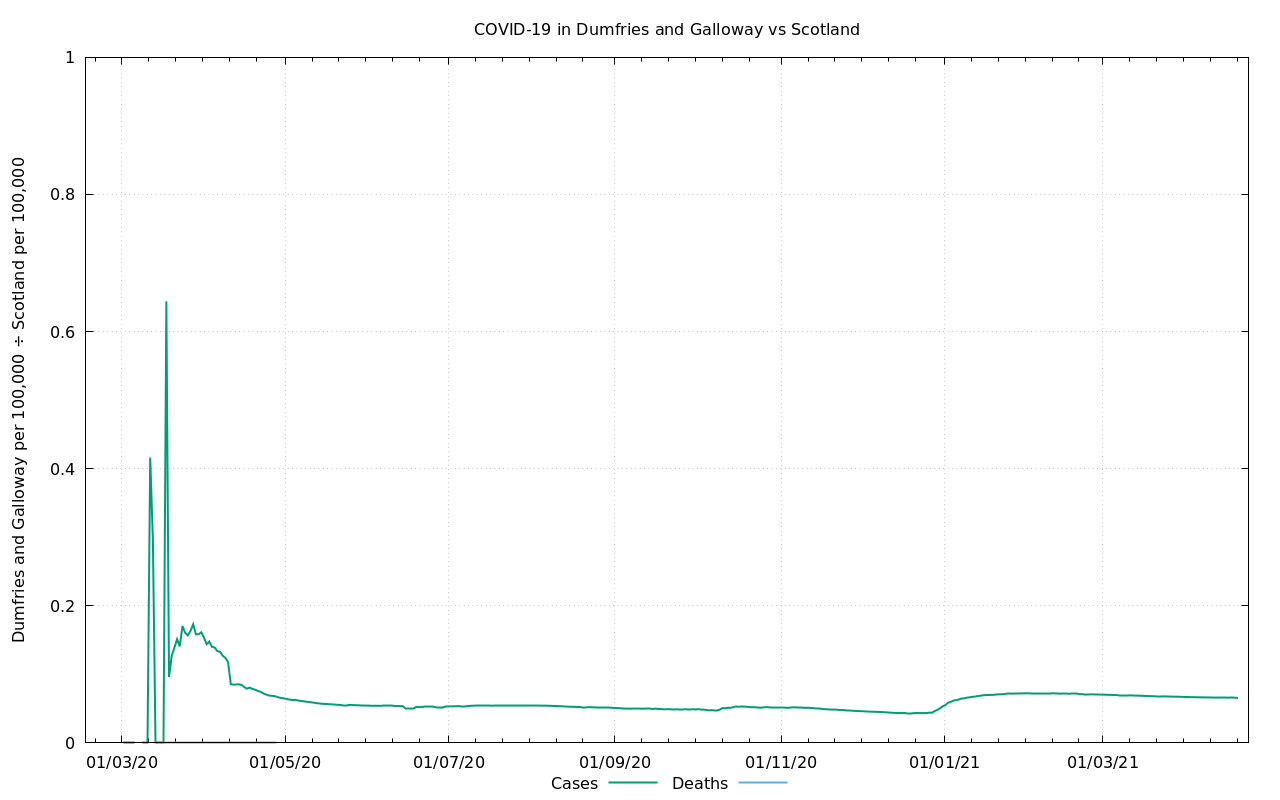 COVID-19 in Dumfries and Galloway vs Scotland
Dumfries and Galloway per 100,000 ÷ Scotland per 100,000
1
0.8
0.6
0.4
0.2
0
01/03/20 01/05/20 01/07/20 01/09/20 01/11/20 01/01/21 01/03/21
Cases Deaths